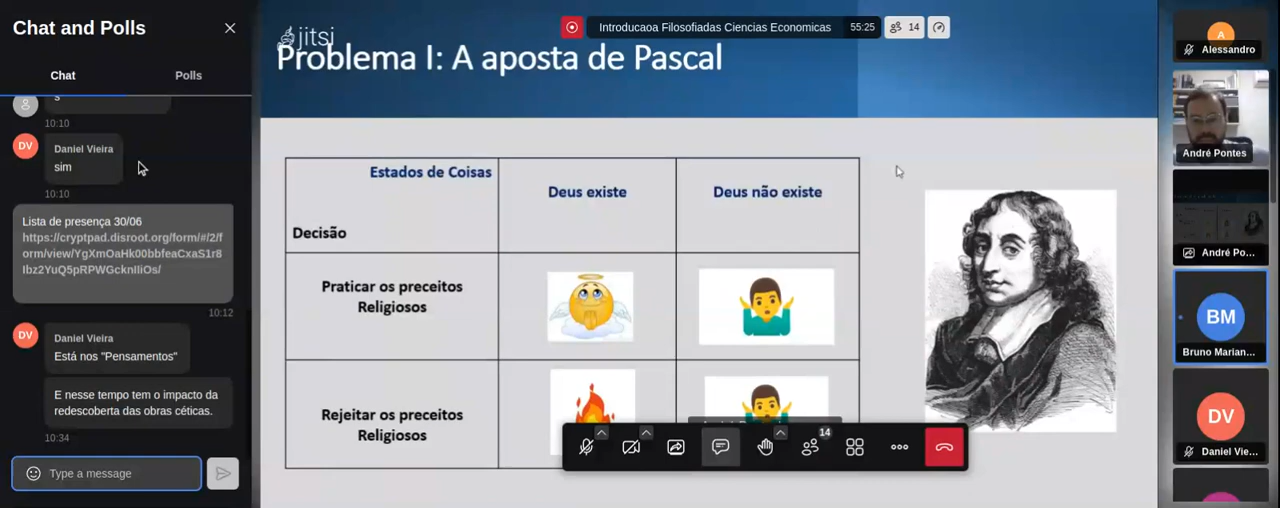 Chat and Polls
Chat
Polls
10:10
DV
Daniel Vieira
sim
10:10
Lista de presença 30/06
https://cryptpad.disroot.org/form/#/2/f
orm/view/YgXmOaHk00bbfeaCxaS1r8
Ibz2YuQ5pRPWGcknIIiOs/
10:12
DV
Daniel Vieira
Está nos "Pensamentos"
E nesse tempo tem o impacto da
redescoberta das obras céticas.
10:34
Type a message
jitsi
Introducaoa Filosofiadas Ciencias Economicas
55:25
14
Problema I: A aposta de Pascal
Estados de Coisas
Decisão
Deus existe
Deus não existe
Praticar os preceitos
Religiosos
Rejeitar os preceitos
Religiosos
14
A
Alessandro
André Pontes
André Po...
BM
Bruno Marian...
DV
Daniel Vie...